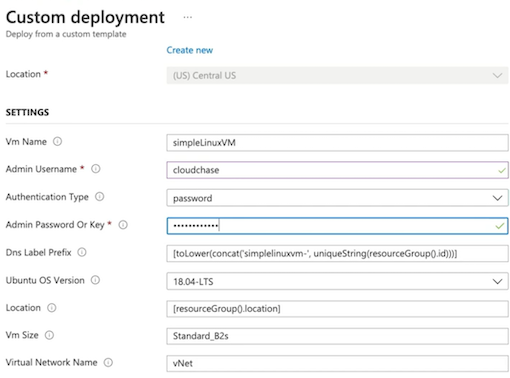 Custom deployment ...
Deploy from a custom template
Create new
Location * (US) Central US
SETTINGS
Vm Name simpleLinuxVM
Admin Username * cloudchase
Authentication Type password
Admin Password Or Key * ••••••••••••
Dns Label Prefix [toLower(concat('simplelinuxvm-', uniqueString(resourceGroup().id)))]
Ubuntu OS Version 18.04-LTS
Location [resourceGroup().location]
Vm Size Standard_B2s
Virtual Network Name vNet